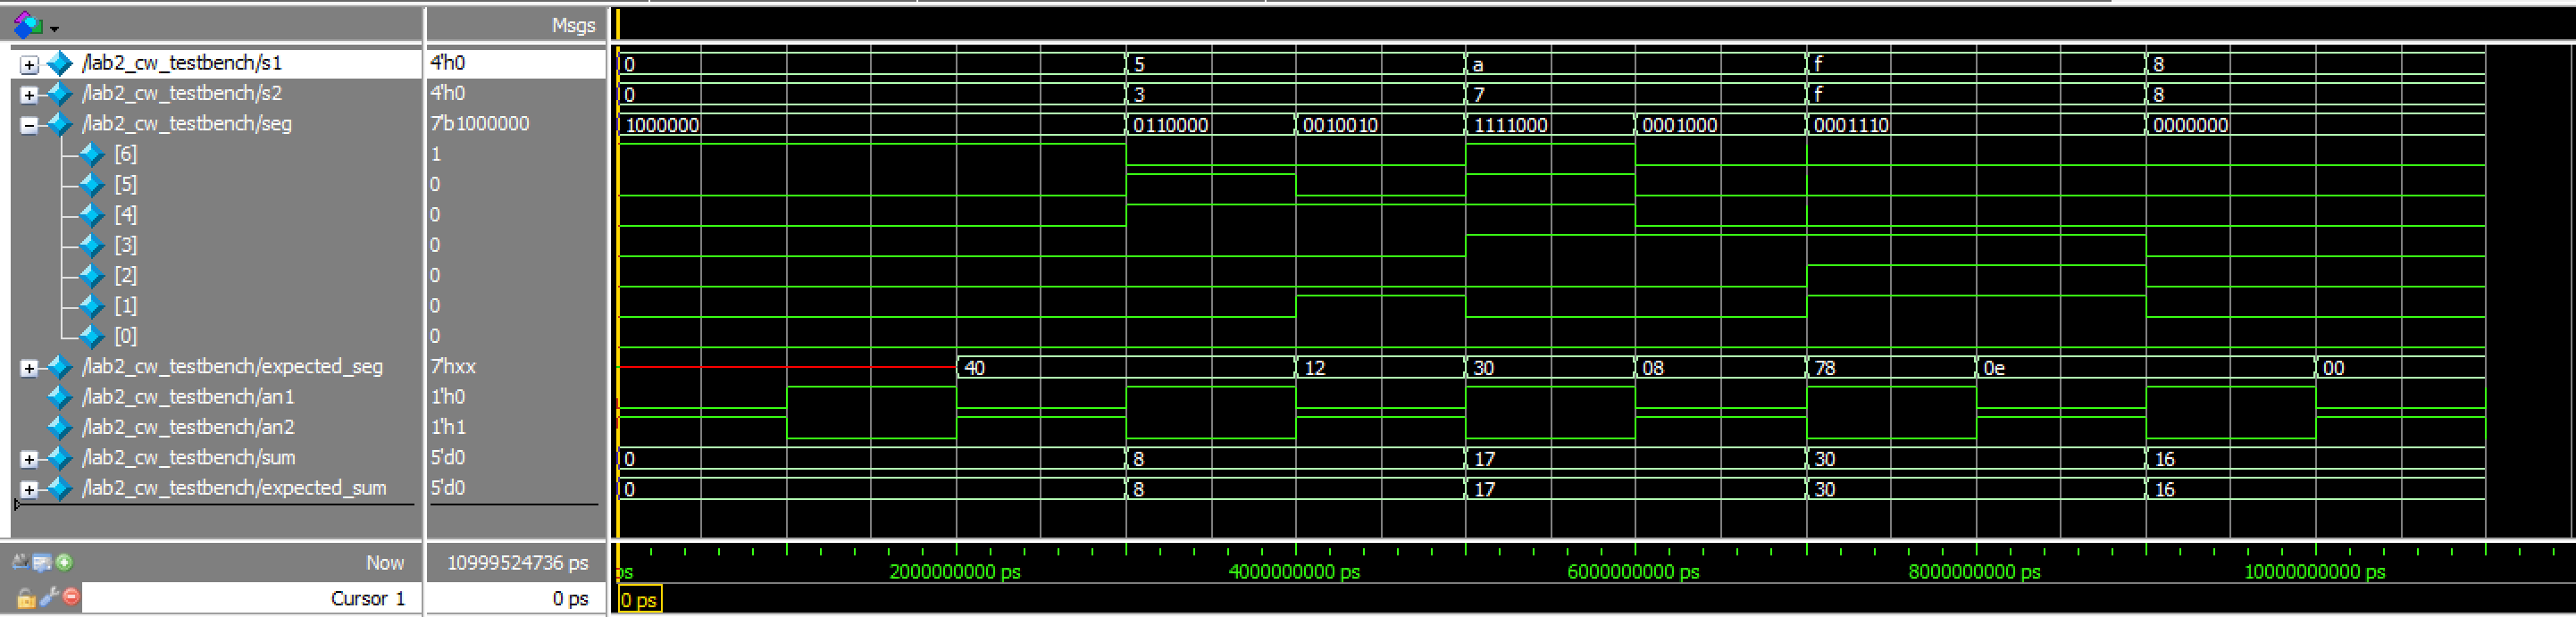 Msgs
/lab2_cw_testbench/s1 4'h0 0 5 a f 8
/lab2_cw_testbench/s2 4'h0 0 3 7 f 8
/lab2_cw_testbench/seg 7'b1000000 1000000 0110000 0010010 1111000 0001000 0001110 0000000
[6] 1
[5] 0
[4] 0
[3] 0
[2] 0
[1] 0
[0] 0
/lab2_cw_testbench/expected_seg 7'hxx 40 12 30 08 78 0e 00
/lab2_cw_testbench/an1 1'h0
/lab2_cw_testbench/an2 1'h1
/lab2_cw_testbench/sum 5'd0 0 8 17 30 16
/lab2_cw_testbench/expected_sum 5'd0 0 8 17 30 16
Now 10999524736 ps ps 2000000000 ps 4000000000 ps 6000000000 ps 8000000000 ps 10000000000 ps
Cursor 1 0 ps 0 ps